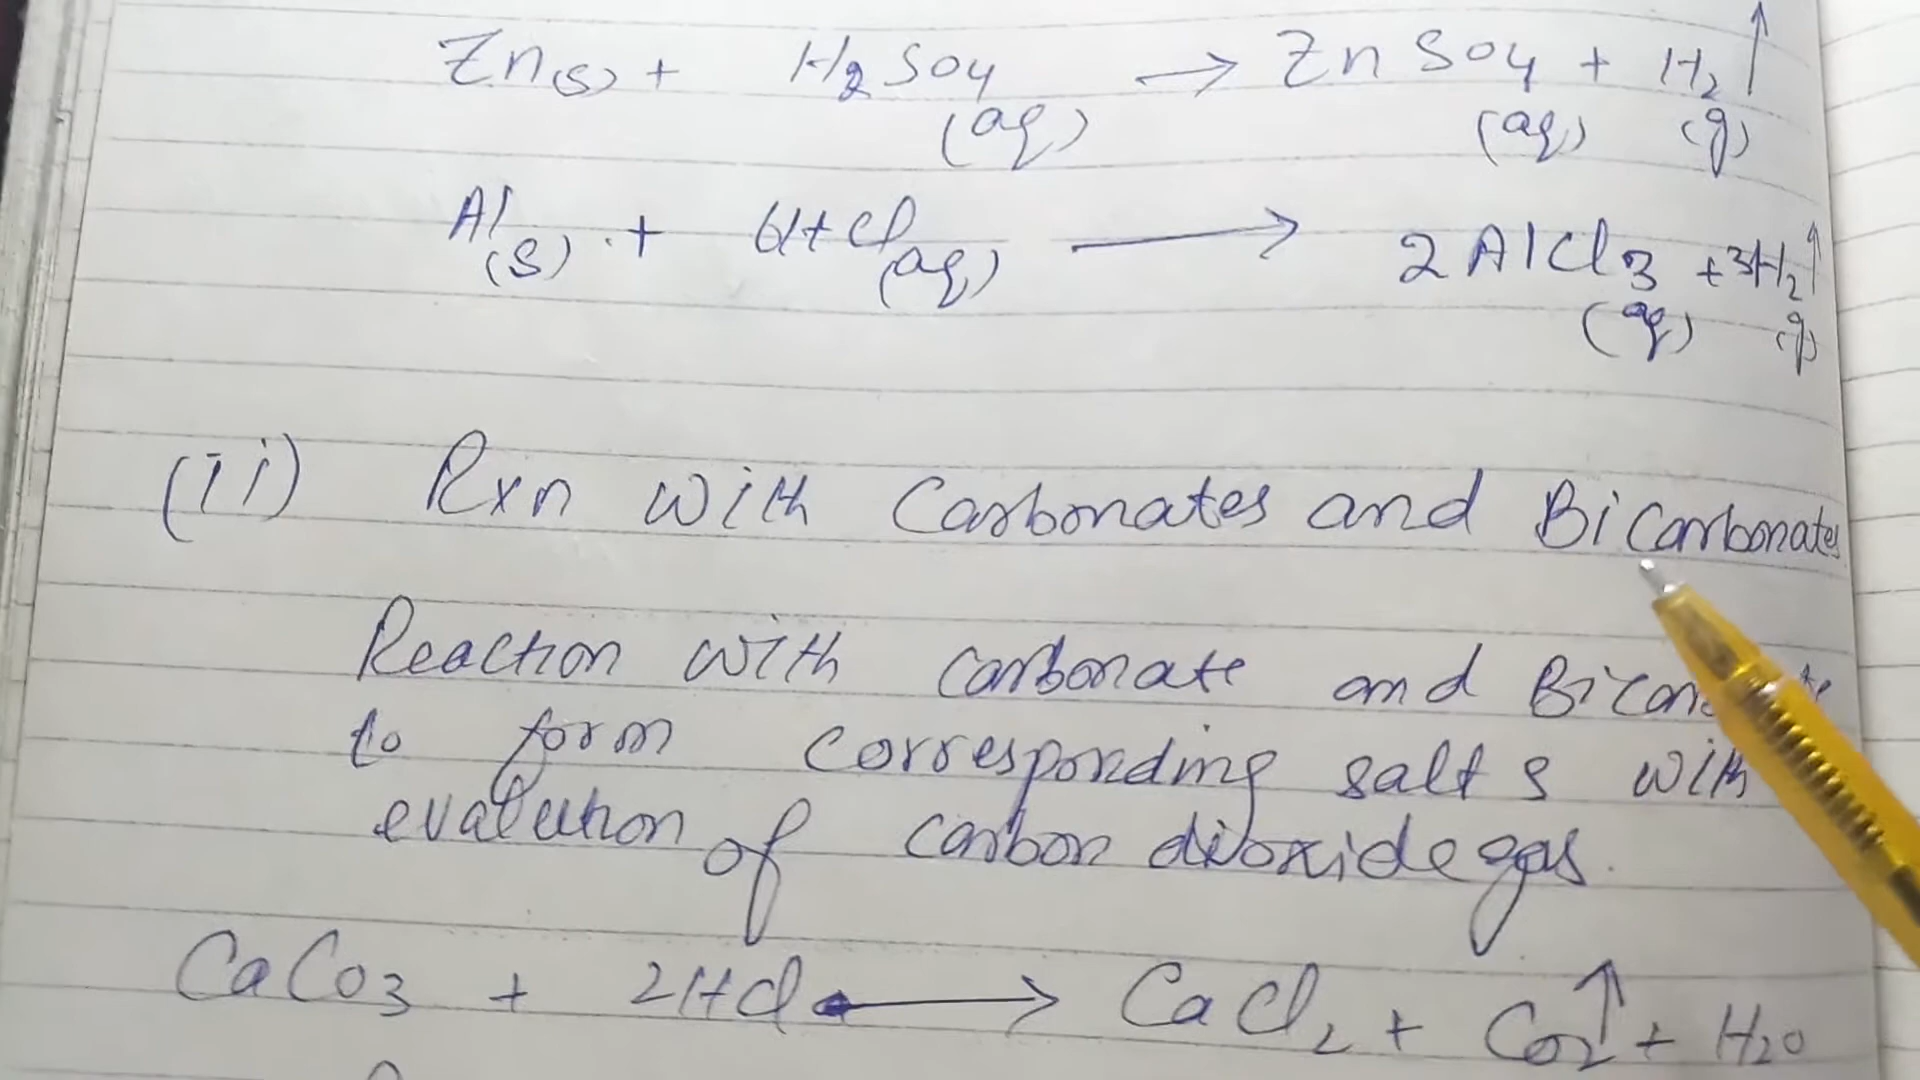 Zn(s) + H2SO4 (aq) → ZnSO4 (aq) + H2↑ (g)
Al(s) + 6HCl(aq) → 2AlCl3 (aq) + 3H2↑ (g)
(ii) Rxn with Carbonates and Bicarbonates
Reaction with carbonate and
to form corresponding salts with
evalution of carbon dioxide gas.
CaCO3 + 2HCl → CaCl2 + CO2↑ + H2O